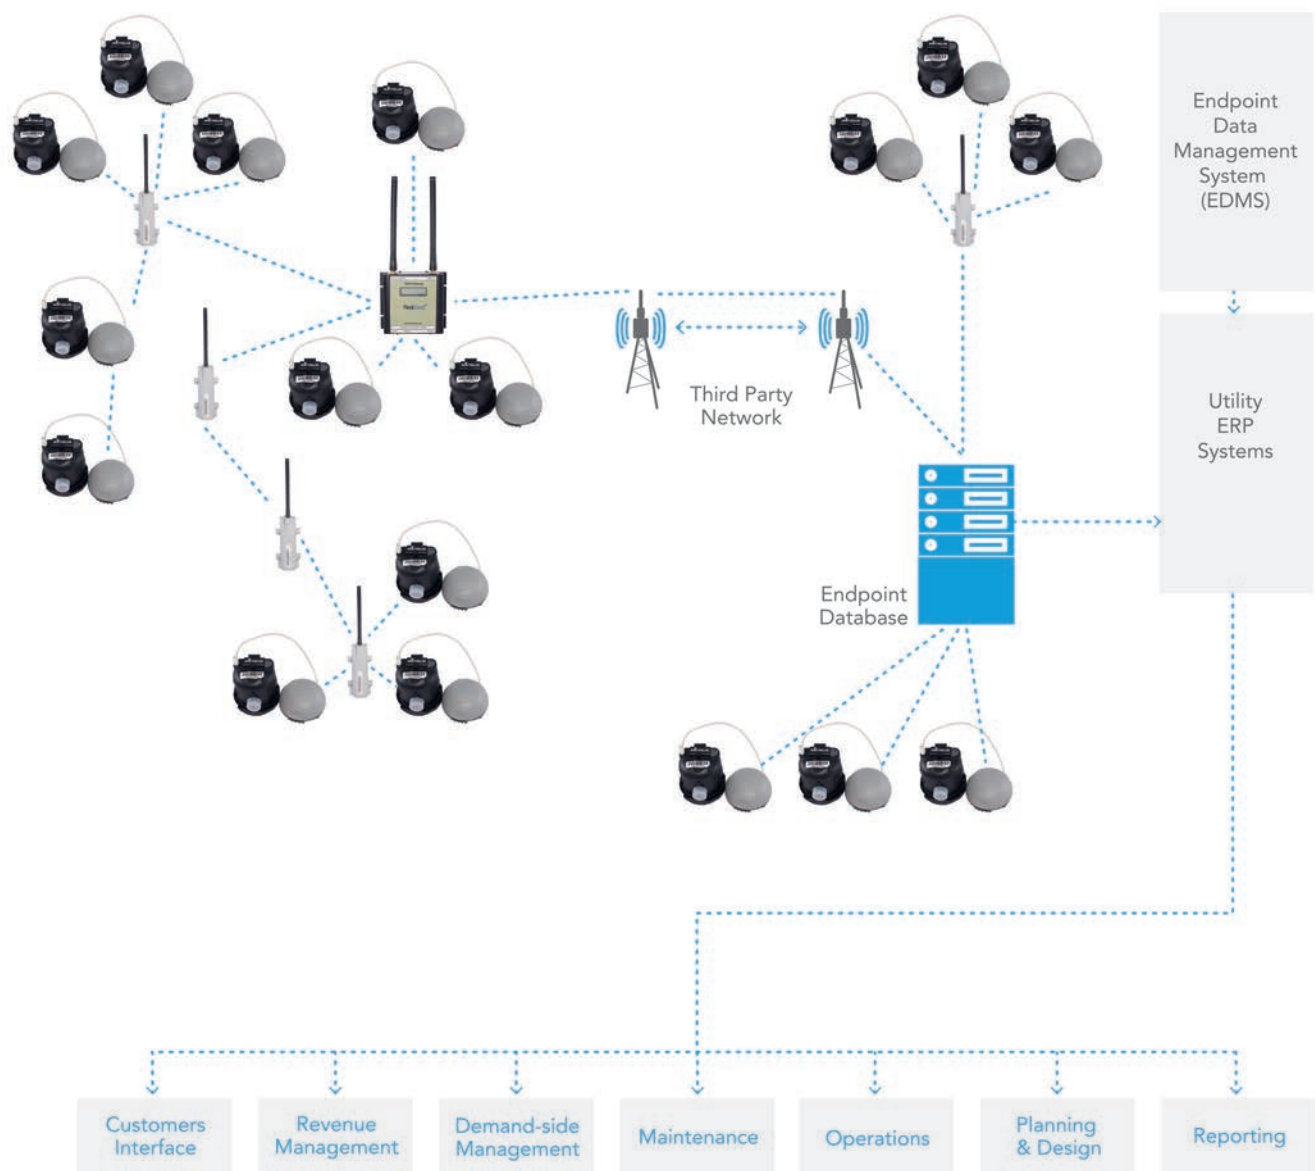 Endpoint
Data
Management
System
(EDMS)
Third Party
Network
Utility
ERP
Systems
Endpoint
Database
Customers
Interface
Revenue
Management
Demand-side
Management
Maintenance
Operations
Planning
& Design
Reporting